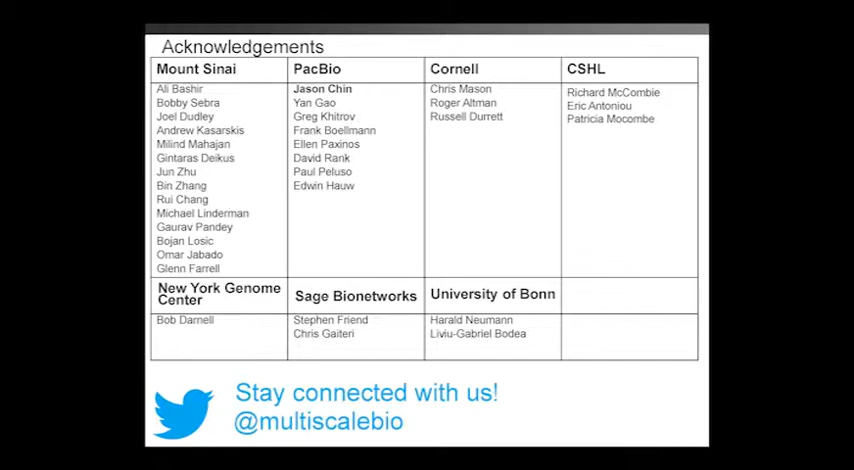 Acknowledgements
Mount Sinai
Ali Bashir
Bobby Sebra
Joel Dudley
Andrew Kasarskis
Milind Mahajan
Gintaras Deikus
Jun Zhu
Bin Zhang
Rui Chang
Michael Linderman
Gaurav Pandey
Bojan Losic
Omar Jabado
Glenn Farrell
PacBio
Jason Chin
Yan Gao
Greg Khitrov
Frank Boellmann
Ellen Paxinos
David Rank
Paul Peluso
Edwin Hauw
Cornell
Chris Mason
Roger Altman
Russell Durrett
CSHL
Richard McCombie
Eric Antoniou
Patricia Mocombe
New York Genome
Center
Bob Darnell
Sage Bionetworks
Stephen Friend
Chris Gaiteri
University of Bonn
Harald Neumann
Liviu-Gabriel Bodea
Stay connected with us!
@multiscalebio